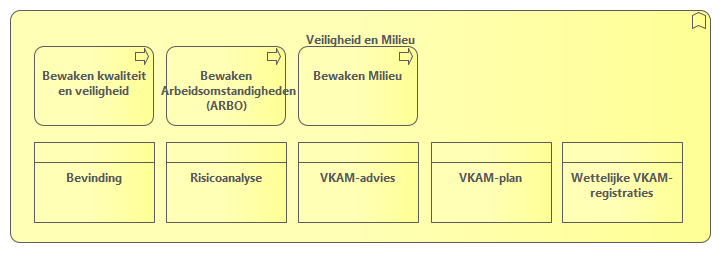 Veiligheid en Milieu
Bewaken kwaliteit
en veiligheid
Bewaken
Arbeidsomstandigheden
(ARBO)
Bewaken Milieu
Bevinding
Risicoanalyse
VKAM-advies
VKAM-plan
Wettelijke VKAM-
registraties